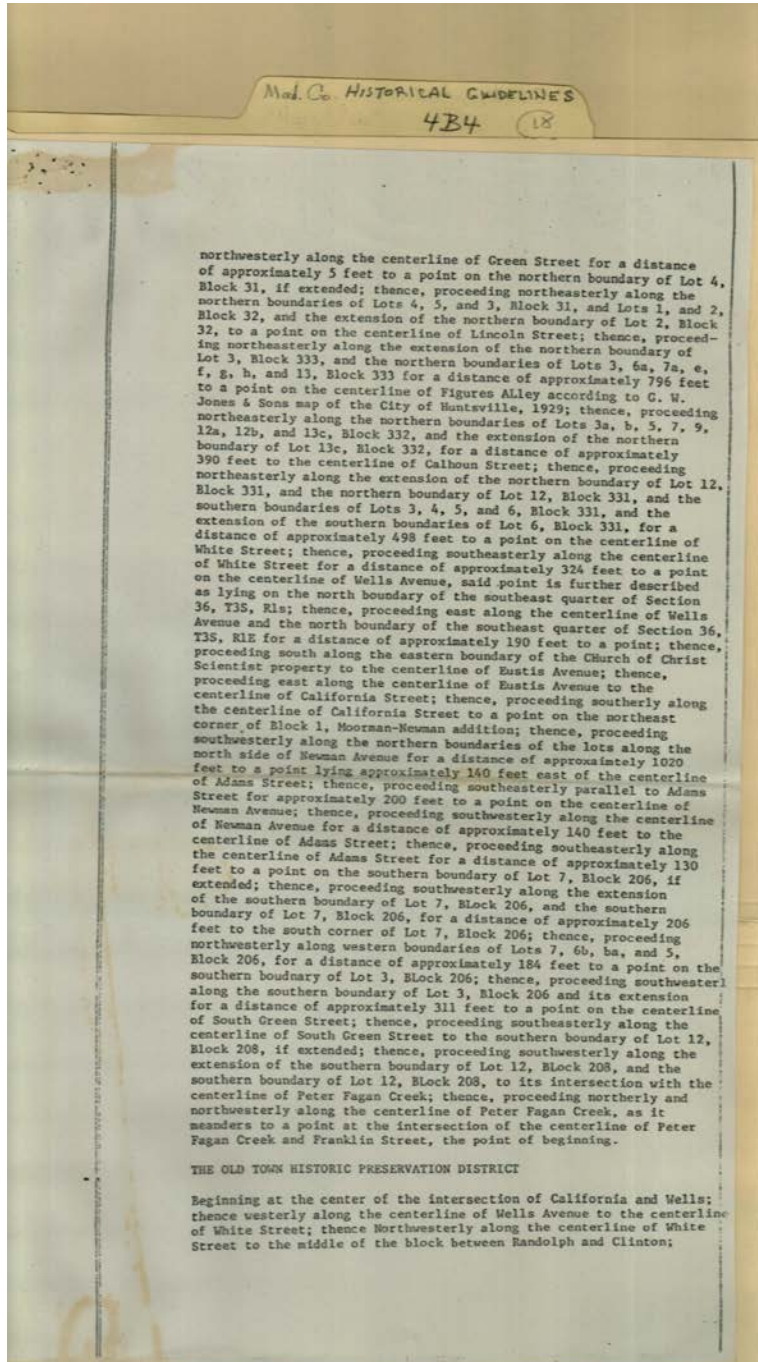 Mad. Co. HISTORICAL GUIDELINES
4B4 18
northwesterly along the centerline of Green Street for a distance
of approximately 5 feet to a point on the northern boundary of Lot 4,
Block 31, if extended; thence, proceeding northeasterly along the
northern boundaries of Lots 4, 5, and 3, Block 31, and Lots 1, and 2,
Block 32, and the extension of the northern boundary of Lot 2, Block
32, to a point on the centerline of Lincoln Street; thence, proceed-
ing northeasterly along the extension of the northern boundary of
Lot 3, Block 333, and the northern boundaries of Lots 3, 6a, 7a, e,
f, g, h, and 13, Block 333 for a distance of approximately 796 feet
to a point on the centerline of Figures ALley according to G. W.
Jones & Sons map of the City of Huntsville, 1929; thence, proceeding
northeasterly along the northern boundaries of Lots 3a, b, 5, 7, 9,
12a, 12b, and 13c, Block 332, and the extension of the northern
boundary of Lot 13c, Block 332, for a distance of approximately
390 feet to the centerline of Calhoun Street; thence, proceeding
northeasterly along the extension of the northern boundary of Lot 12,
Block 331, and the northern boundary of Lot 12, Block 331, and the
southern boundaries of Lots 3, 4, 5, and 6, Block 331, and the
extension of the southern boundaries of Lot 6, Block 331, for a
distance of approximately 498 feet to a point on the centerline of
White Street; thence, proceeding southeasterly along the centerline
of White Street for a distance of approximately 324 feet to a point
on the centerline of Wells Avenue, said point is further described
as lying on the north boundary of the southeast quarter of Section
36, T3S, R1s; thence, proceeding east along the centerline of Wells
Avenue and the north boundary of the southeast quarter of Section 36,
T3S, R1E for a distance of approximately 190 feet to a point; thence,
proceeding south along the eastern boundary of the CHurch of Christ
Scientist property to the centerline of Eustis Avenue; thence,
proceeding east along the centerline of Eustis Avenue to the
centerline of California Street; thence, proceeding southerly along
the centerline of California Street to a point on the northeast
corner of Block 1, Moorman-Newman addition; thence, proceeding
southwesterly along the northern boundaries of the lots along the
north side of Newman Avenue for a distance of approxaimtely 1020
feet to a point lying approximately 140 feet east of the centerline
of Adams Street; thence, proceeding southeasterly parallel to Adams
Street for approximately 200 feet to a point on the centerline of
Newman Avenue; thence, proceeding southwesterly along the centerline
of Newman Avenue for a distance of approximately 140 feet to the
centerline of Adams Street; thence, proceeding southeasterly along
the centerline of Adams Street for a distance of approximately 130
feet to a point on the southern boundary of Lot 7, Block 206, if
extended; thence, proceeding southwesterly along the extension
of the southern boundary of Lot 7, BLock 206, and the southern
boundary of Lot 7, Block 206, for a distance of approximately 206
feet to the south corner of Lot 7, Block 206; thence, proceeding
northwesterly along western boundaries of Lots 7, 6b, ba, and 5,
Block 206, for a distance of approximately 184 feet to a point on the
southern boudnary of Lot 3, BLock 206; thence, proceeding southwesterl
along the southern boundary of Lot 3, Block 206 and its extension
for a distance of approximately 311 feet to a point on the centerline
of South Green Street; thence, proceeding southeasterly along the
centerline of South Green Street to the southern boundary of Lot 12,
Block 208, if extended; thence, proceeding southwesterly along the
extension of the southern boundary of Lot 12, BLock 208, and the
southern boundary of Lot 12, BLock 208, to its intersection with the
centerline of Peter Fagan Creek; thence, proceeding northerly and
northwesterly along the centerline of Peter Fagan Creek, as it
meanders to a point at the intersection of the centerline of Peter
Fagan Creek and Franklin Street, the point of beginning.
THE OLD TOWN HISTORIC PRESERVATION DISTRICT
Beginning at the center of the intersection of California and Wells;
thence westerly along the centerline of Wells Avenue to the centerline
of White Street; thence Northwesterly along the centerline of White
Street to the middle of the block between Randolph and Clinton;